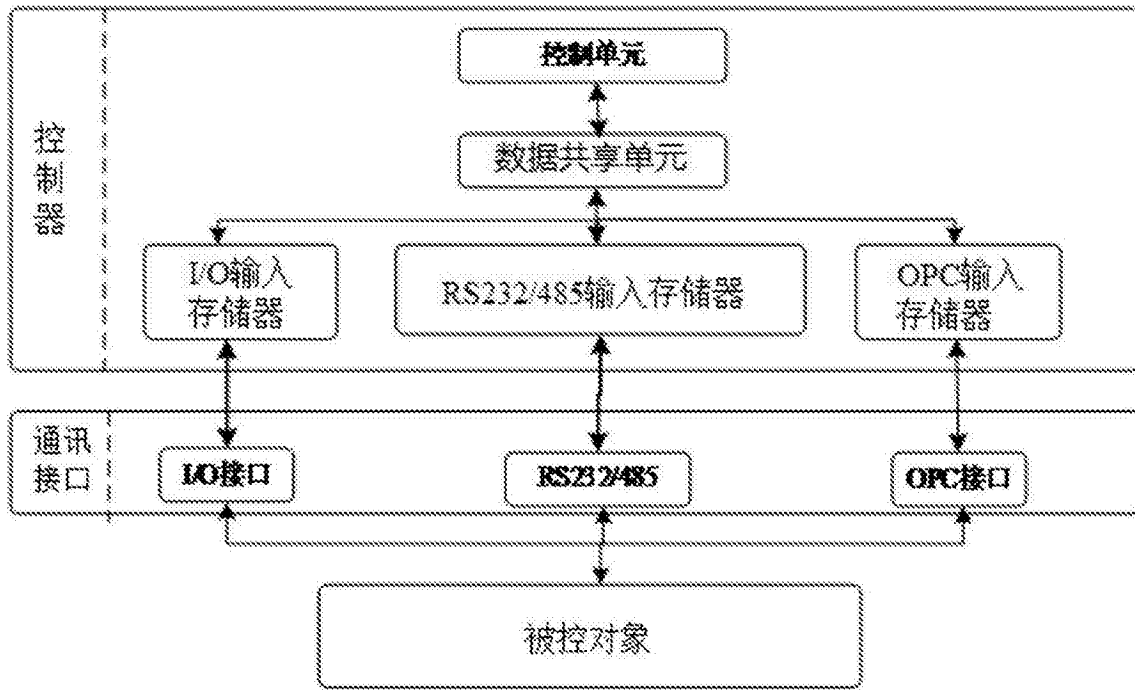 控制单元
数据共享单元
控
制
器
I/O输入
存储器
RS232/485输入存储器
OPC输入
存储器
通讯
接口
I/O接口
RS232/485
OPC接口
被控对象